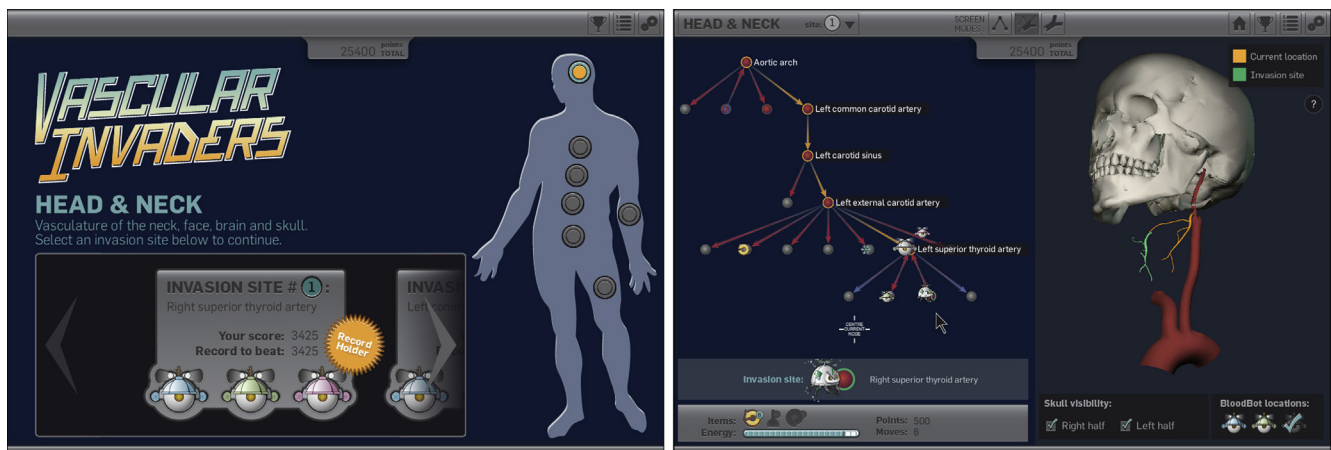 25400 points
TOTAL
VASCULAR
INVADERS
HEAD & NECK
Vasculature of the neck, face, brain and skull.
Select an invasion site below to continue.
INVASION SITE # 1:
Right superior thyroid artery
Your score: 3425
Record to beat: 3425
Record
Holder
INVAS
Left com
HEAD & NECK
site: 1
SCREEN
MODES:
25400 points
TOTAL
Aortic arch
Left common carotid artery
Left carotid sinus
Left external carotid artery
Left superior thyroid artery
CENTRE
CURRENT
NODE
Invasion site:
Right superior thyroid artery
Items:
Energy:
Points: 500
Moves: 6
Current location
Invasion site
?
Skull visibility:
Right half
Left half
BloodBot locations: